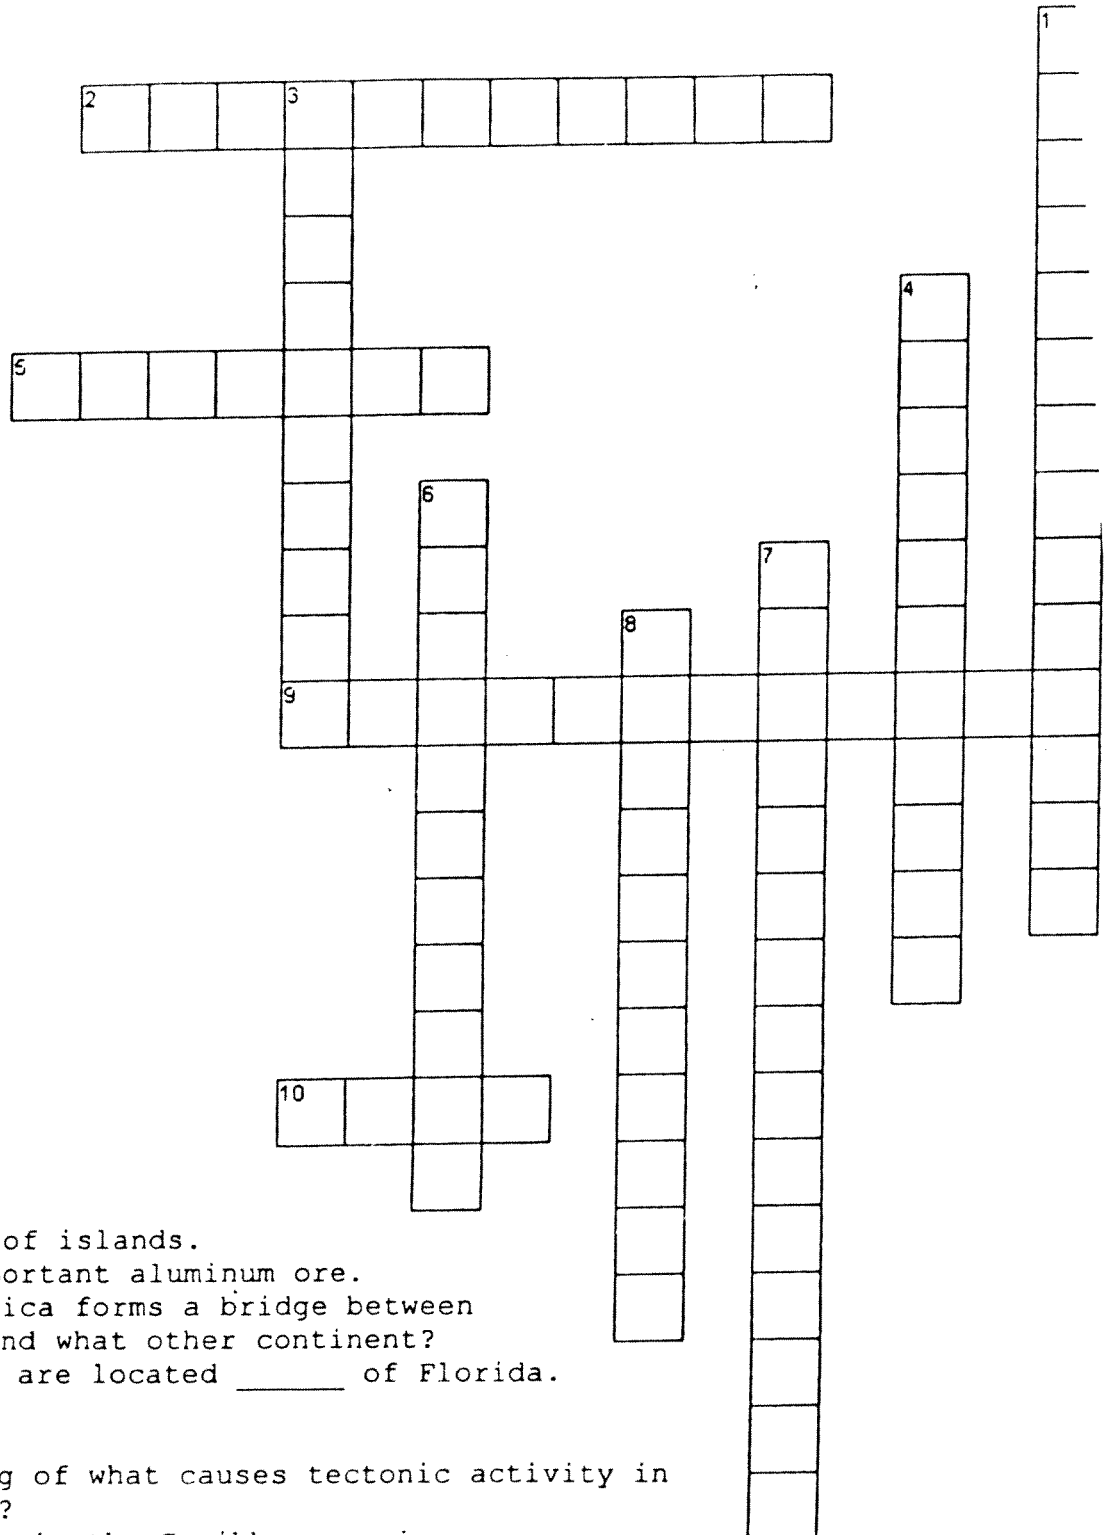 1
2 3
4
5
6
7
8
9
10
of islands.
portant aluminum ore.
ica forms a bridge between
nd what other continent?
are located ______ of Florida.
g of what causes tectonic activity in
?